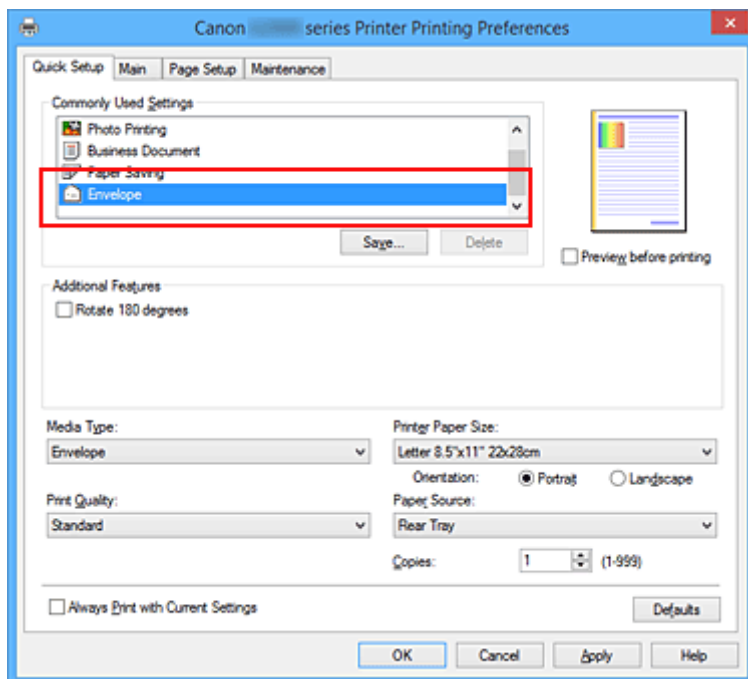 Canon series Printer Printing Preferences
Quick Setup Main Page Setup Maintenance
Commonly Used Settings
Photo Printing
Business Document
Paper Saving
Envelope
Save... Delete
Preview before printing
Additional Features
Rotate 180 degrees
Media Type: Printer Paper Size:
Envelope Letter 8.5"x11" 22x28cm
Orientation: Portrait Landscape
Print Quality: Paper Source:
Standard Rear Tray
Copies: 1 (1-999)
Always Print with Current Settings Defaults
OK Cancel Apply Help